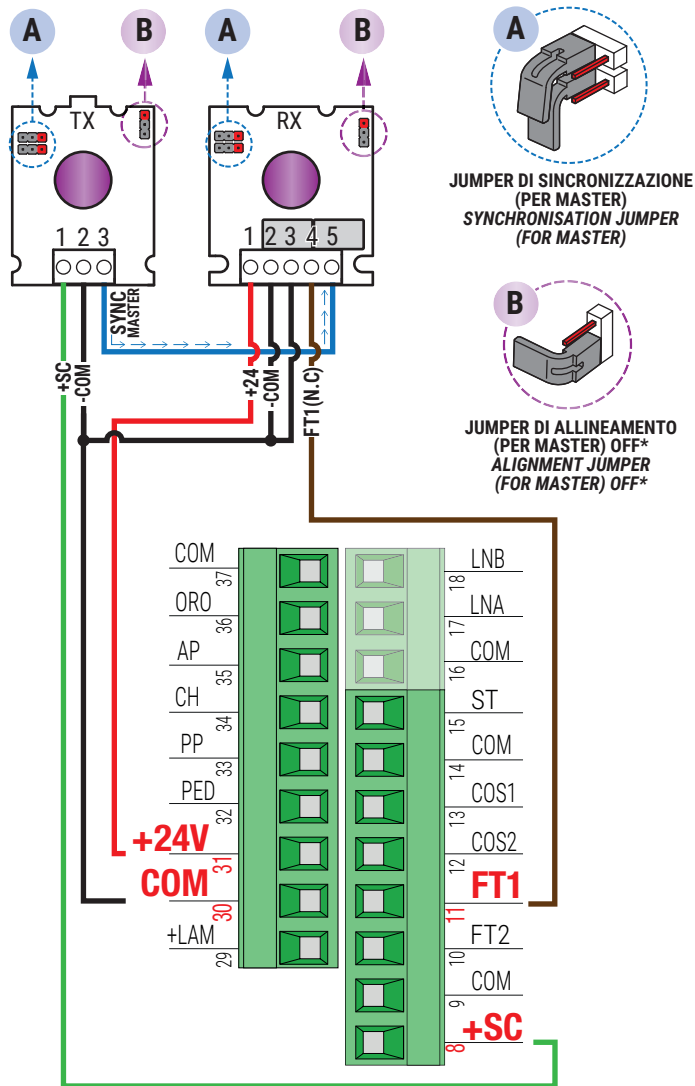 A
B
A
B
A
TX
RX
1 2 3
1 2 3 4 5
JUMPER DI SINCRONIZZAZIONE
(PER MASTER)
SYNCHRONISATION JUMPER
(FOR MASTER)
SYNC
MASTER
+SC
-COM
+24
-COM
FT1(N.C)
B
JUMPER DI ALLINEAMENTO
(PER MASTER) OFF*
ALIGNMENT JUMPER
(FOR MASTER) OFF*
COM
37
ORO
36
AP
35
CH
34
PP
33
PED
32
+24V
31
COM
30
+LAM
29
LNB
18
LNA
17
COM
16
ST
15
COM
14
COS1
13
COS2
12
FT1
11
FT2
10
COM
9
+SC
8